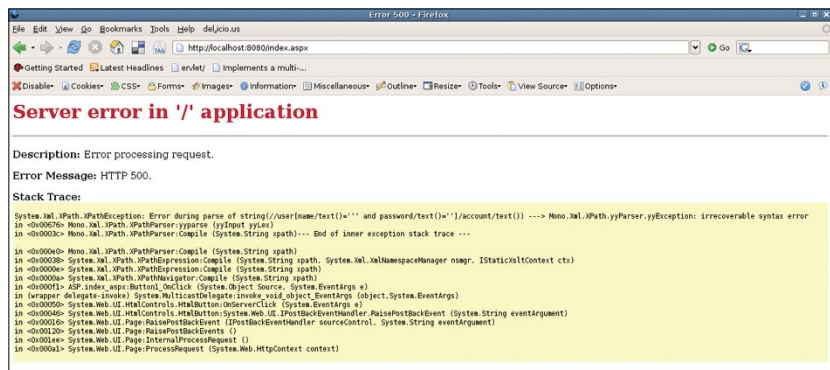 Error 500 - Firefox
File Edit View Go Bookmarks Tools Help del.icio.us
TAG http://localhost:8080/index.aspx Go G
Getting Started Latest Headlines ervlet/ Implements a multi-...
Disable Cookies CSS Forms Images Information Miscellaneous Outline Resize Tools View Source Options
Server error in '/' application
Description: Error processing request.
Error Message: HTTP 500.
Stack Trace:
System.Xml.XPath.XPathException: Error during parse of string(//user[name/text()=''' and password/text()='']/account/text()) ---> Mono.Xml.XPath.yyParser.yyException: irrecoverable syntax error
in <0x00676> Mono.Xml.XPath.XPathParser:yyparse (yyInput yyLex)
in <0x0003c> Mono.Xml.XPath.XPathParser:Compile (System.String xpath)--- End of inner exception stack trace ---
in <0x000e0> Mono.Xml.XPath.XPathParser:Compile (System.String xpath)
in <0x00038> System.Xml.XPath.XPathExpression:Compile (System.String xpath, System.Xml.XmlNamespaceManager nsmgr, IStaticXsltContext ctx)
in <0x0000e> System.Xml.XPath.XPathExpression:Compile (System.String xpath)
in <0x0000a> System.Xml.XPath.XPathNavigator:Compile (System.String xpath)
in <0x000f1> ASP.index_aspx:Button1_OnClick (System.Object Source, System.EventArgs e)
in (wrapper delegate-invoke) System.MulticastDelegate:invoke_void_object_EventArgs (object,System.EventArgs)
in <0x00050> System.Web.UI.HtmlControls.HtmlButton:OnServerClick (System.EventArgs e)
in <0x00046> System.Web.UI.HtmlControls.HtmlButton:System.Web.UI.IPostBackEventHandler.RaisePostBackEvent (System.String eventArgument)
in <0x00016> System.Web.UI.Page:RaisePostBackEvent (IPostBackEventHandler sourceControl, System.String eventArgument)
in <0x00120> System.Web.UI.Page:RaisePostBackEvents ()
in <0x001ee> System.Web.UI.Page:InternalProcessRequest ()
in <0x000a1> System.Web.UI.Page:ProcessRequest (System.Web.HttpContext context)